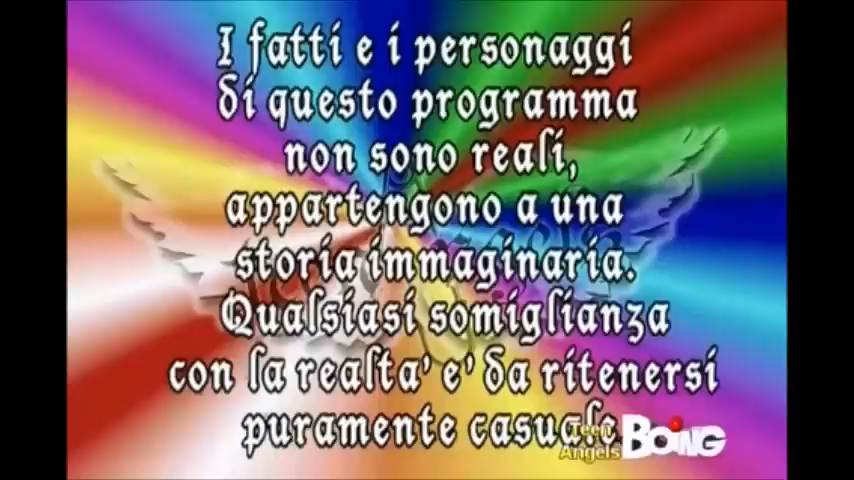 I fatti e i personaggi
di questo programma
non sono reali,
appartengono a una
storia immaginaria.
Qualsiasi somiglianza
con la realta' e' da ritenersi
puramente casuale
Teen
Angels
BOING